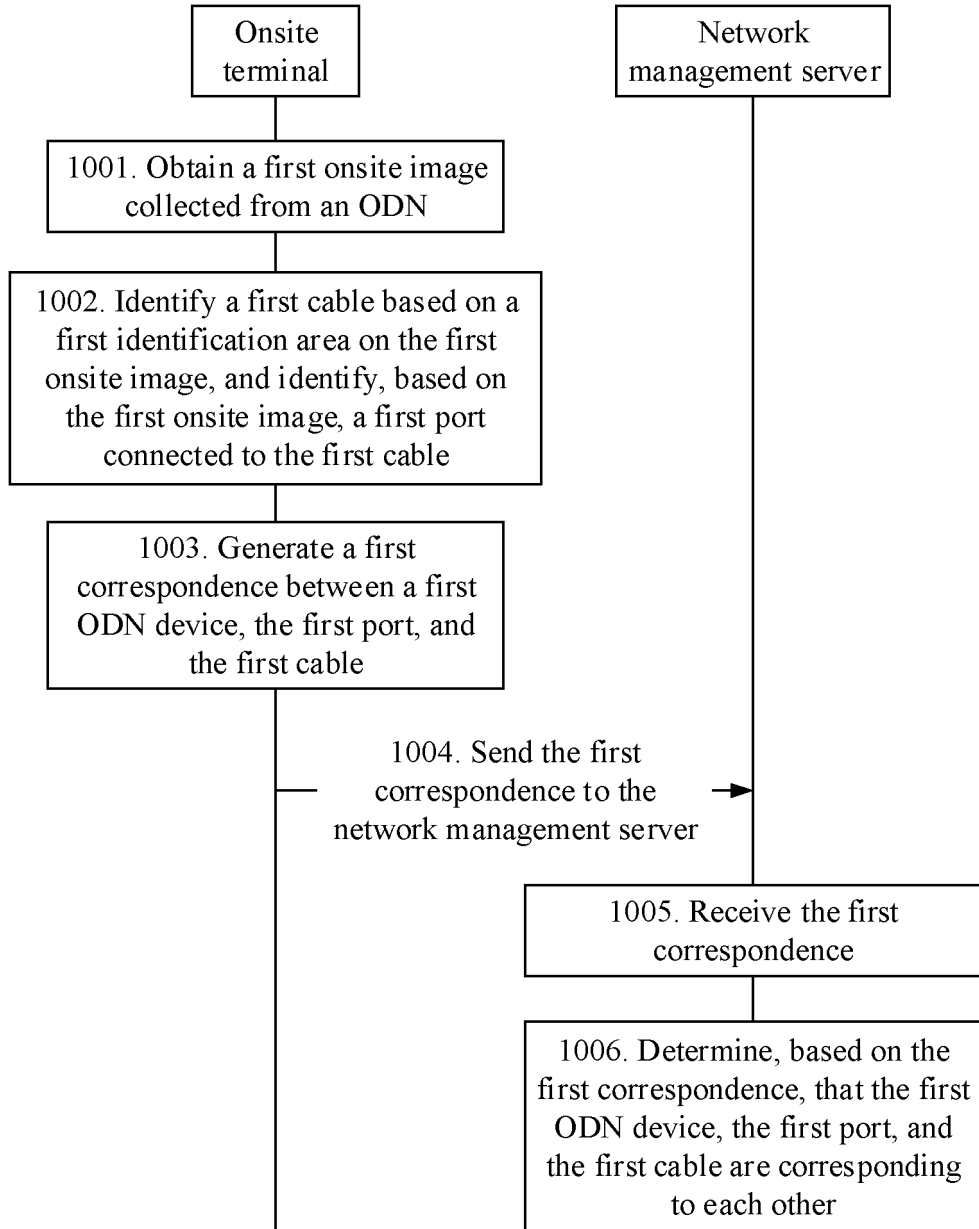 Onsite
terminal
Network
management server
1001. Obtain a first onsite image
collected from an ODN
1002. Identify a first cable based on a
first identification area on the first
onsite image, and identify, based on
the first onsite image, a first port
connected to the first cable
1003. Generate a first
correspondence between a first
ODN device, the first port, and
the first cable
1004. Send the first
correspondence to the
network management server
1005. Receive the first
correspondence
1006. Determine, based on the
first correspondence, that the first
ODN device, the first port, and
the first cable are corresponding
to each other